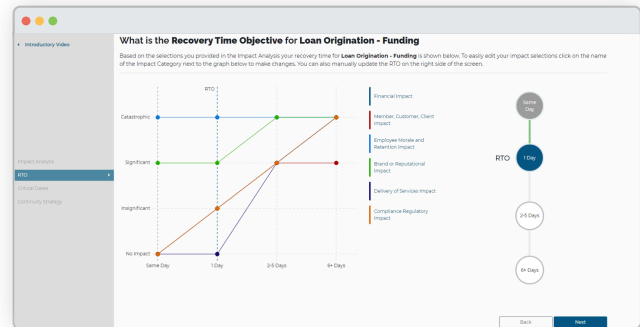 Introductory Video
What is the Recovery Time Objective for Loan Origination - Funding
Based on the selections you provided in the Impact Analysis your recovery time for Loan Origination - Funding is shown below. To easily edit your impact selections click on the name
of the Impact Category next to the graph below to make changes. You can also manually update the RTO on the right side of the screen.
Impact Analysis
RTO
Critical Dates
Continuity Strategy
RTO
Catastrophic
Significant
Insignificant
No Impact
Same Day
1 Day
2-5 Days
6+ Days
Financial Impact
Member, Customer, Client
Impact
Employee Morale and
Retention Impact
Brand or Reputational
Impact
Delivery of Services Impact
Compliance Regulatory
Impact
Same
Day
RTO
1 Day
2-5 Days
6+ Days
Back
Next